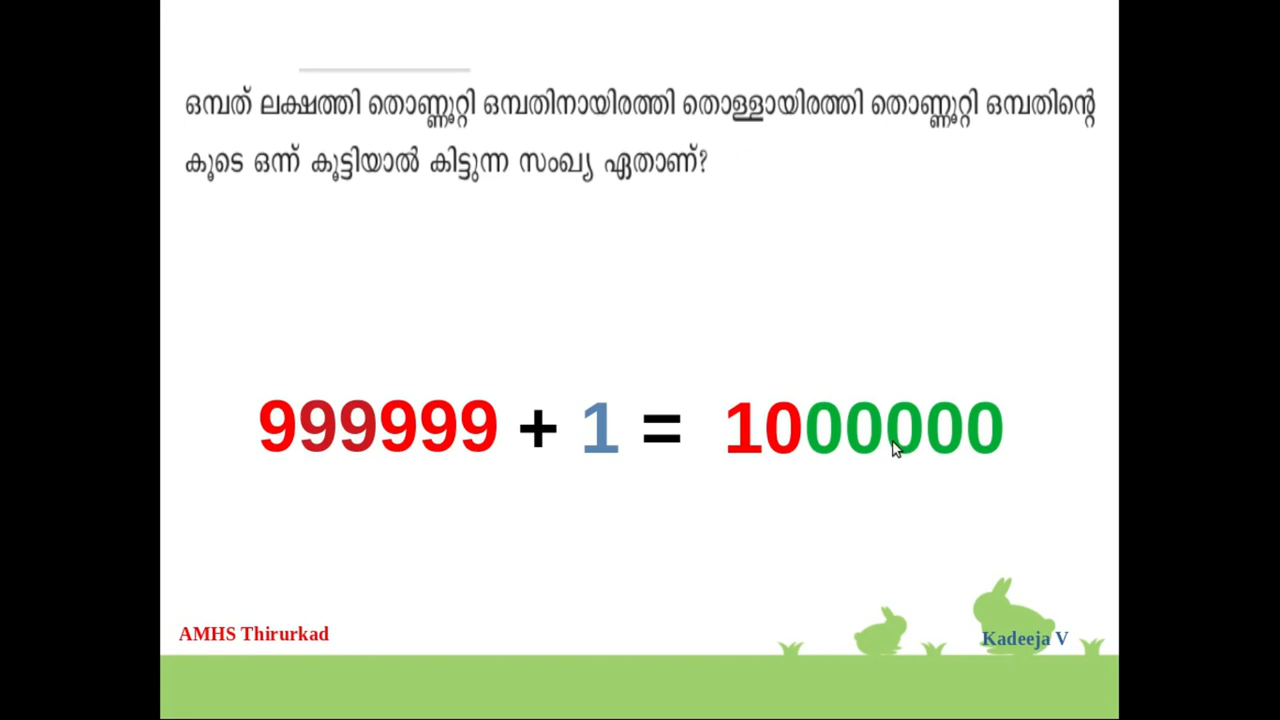 ഒമ്പത് ലക്ഷത്തി തൊണ്ണൂറ്റി ഒമ്പതിനായിരത്തി തൊള്ളായിരത്തി തൊണ്ണൂറ്റി ഒമ്പതിന്റെ
കൂടെ ഒന്ന് കൂട്ടിയാൽ കിട്ടുന്ന സംഖ്യ ഏതാണ്?
999999 + 1 = 1000000
AMHS Thirurkad
Kadeeja V